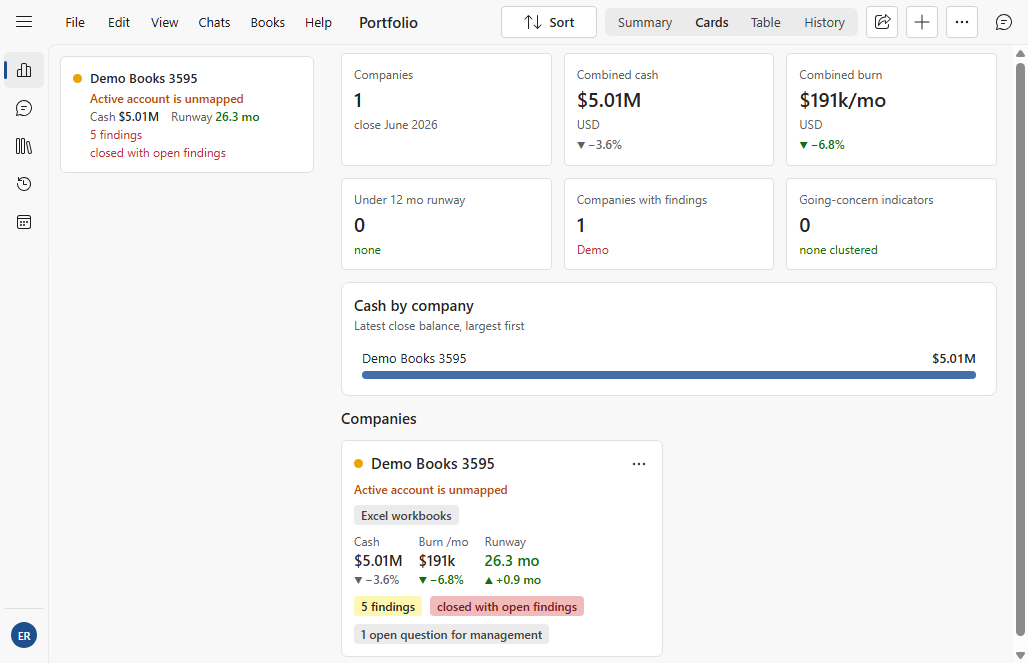 File Edit View Chats Books Help Portfolio Sort Summary Cards Table History
Demo Books 3595
Active account is unmapped
Cash $5.01M Runway 26.3 mo
5 findings
closed with open findings
Companies
1
close June 2026
Combined cash
$5.01M
USD
▼ −3.6%
Combined burn
$191k/mo
USD
▼ −6.8%
Under 12 mo runway
0
none
Companies with findings
1
Demo
Going-concern indicators
0
none clustered
Cash by company
Latest close balance, largest first
Demo Books 3595 $5.01M
Companies
Demo Books 3595
Active account is unmapped
Excel workbooks
Cash Burn /mo Runway
$5.01M $191k 26.3 mo
▼ −3.6% ▼ −6.8% ▲ +0.9 mo
5 findings closed with open findings
1 open question for management
ER